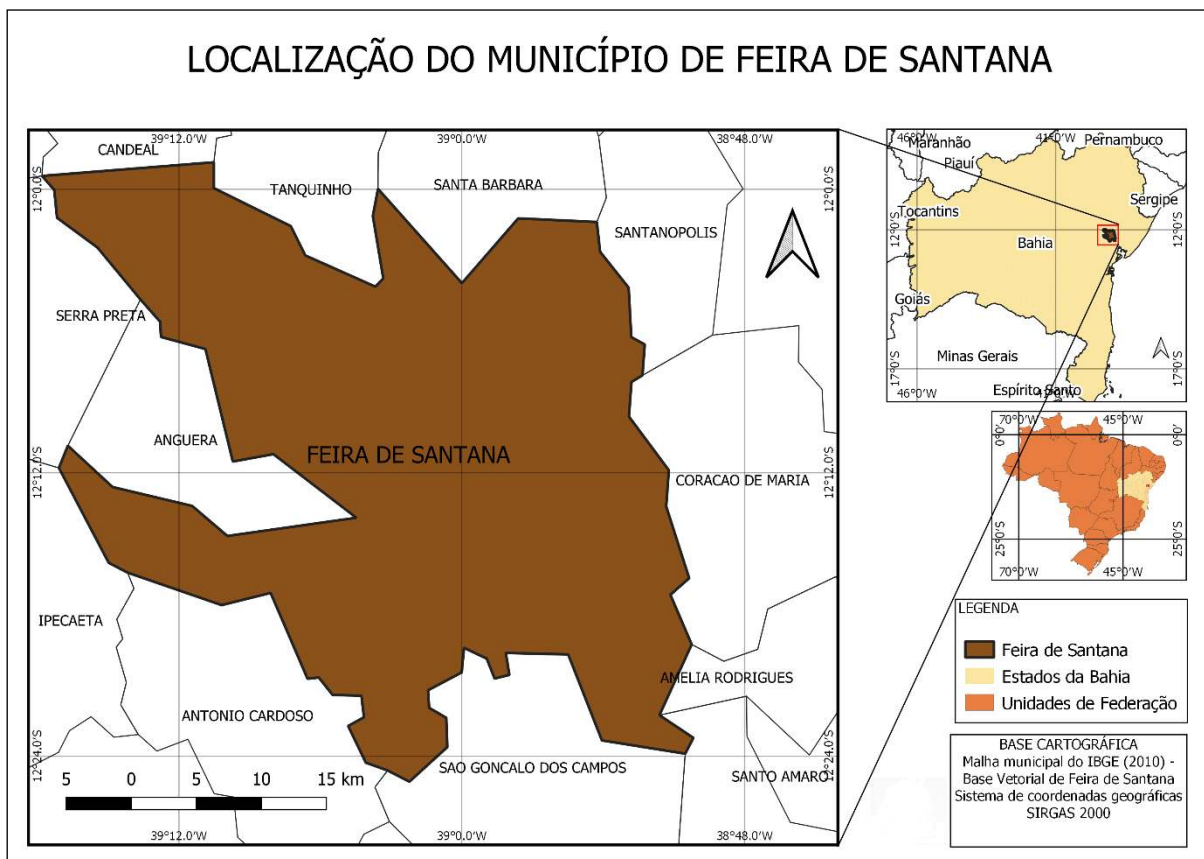 LOCALIZAÇÃO DO MUNICÍPIO DE FEIRA DE SANTANA
39°12.0'W
39°0.0'W
38°48.0'W
CANDEAL
TANQUINHO
SANTA BARBARA
SANTANOPOLIS
12°0.0'S
12°0.0'S
SERRA PRETA
ANGUERA
FEIRA DE SANTANA
12°12.0'S
12°12.0'S
CORACAO DE MARIA
IPECAETA
AMELIA RODRIGUES
ANTONIO CARDOSO
SAO GONCALO DOS CAMPOS
SANTO AMARO
12°24.0'S
12°24.0'S
5 0 5 10 15 km
39°12.0'W
39°0.0'W
38°48.0'W
46°0'W
41°0'W
Maranhão
Pernambuco
Piauí
Sergipe
Tocantins
12°0'S
12°0'S
Bahia
Goiás
Minas Gerais
17°0'S
17°0'S
Espírito Santo
46°0'W
70°0'W
45°0'W
0°0'
0°0'
25°0'S
25°0'S
70°0'W
45°0'W
LEGENDA
Feira de Santana
Estados da Bahia
Unidades de Federação
BASE CARTOGRÁFICA
Malha municipal do IBGE (2010) -
Base Vetorial de Feira de Santana
Sistema de coordenadas geográficas
SIRGAS 2000